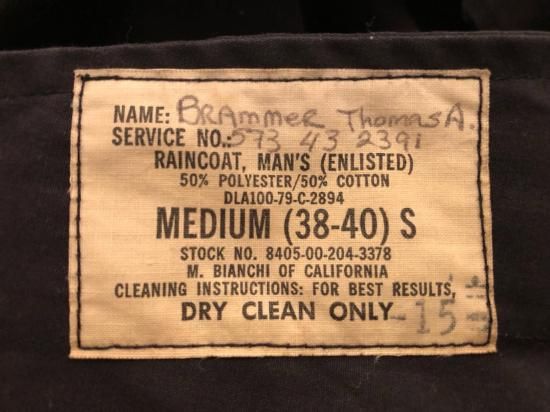 NAME: Brammer Thomas A.
SERVICE NO.: 573 43 2391
RAINCOAT, MAN'S (ENLISTED)
50% POLYESTER/50% COTTON
DLA100-79-C-2894
MEDIUM (38-40) S
STOCK NO. 8405-00-204-3378
M. BIANCHI OF CALIFORNIA
CLEANING INSTRUCTIONS: FOR BEST RESULTS,
DRY CLEAN ONLY -15